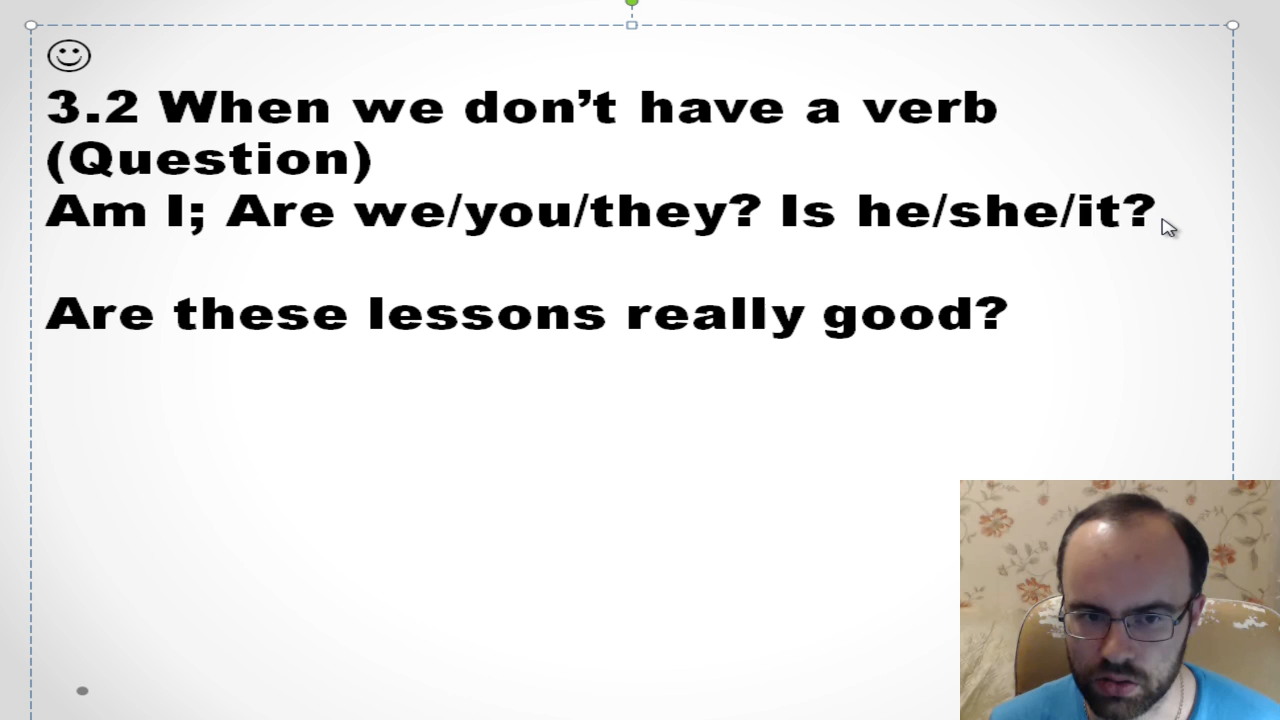 3.2 When we don’t have a verb
(Question)
Am I; Are we/you/they? Is he/she/it?
Are these lessons really good?